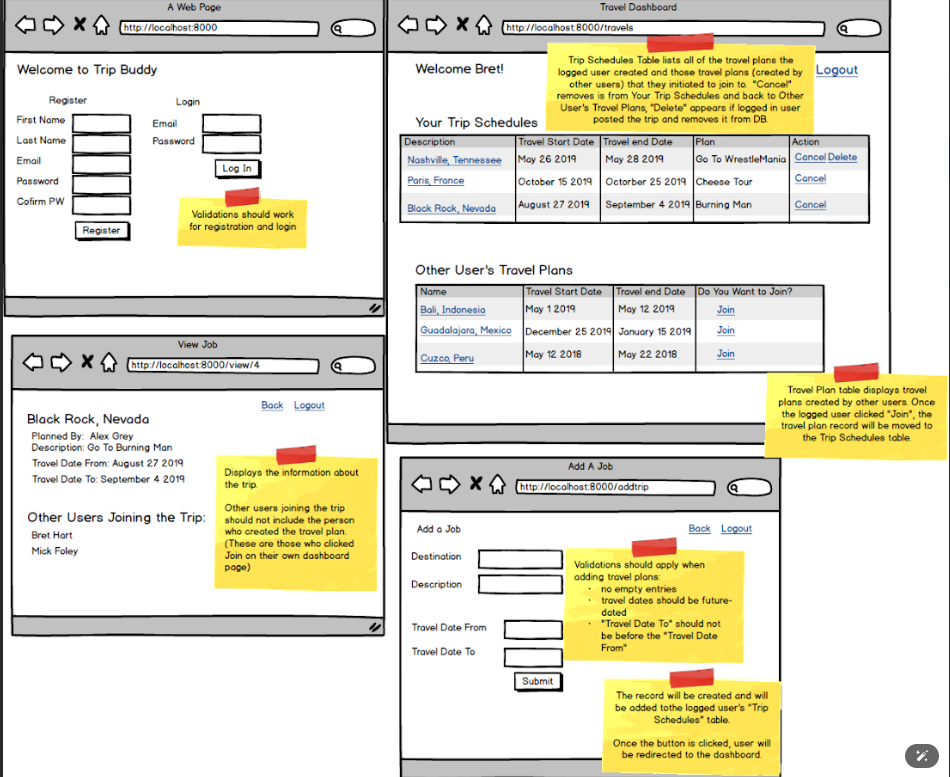 A Web Page
http://localhost:8000
Welcome to Trip Buddy
Register
Login
First Name
Last Name
Email
Password
Cofirm PW
Register
Email
Password
Log In
Validations should work
for registration and login
Travel Dashboard
http://localhost:8000/travels
Welcome Bret!
Logout
Trip Schedules Table lists all of the travel plans the
logged user created and those travel plans (created by
other users) that they initiated to join to. "Cancel"
removes is from Your Trip Schedules and back to Other
User's Travel Plans, "Delete" appears if logged in user
posted the trip and removes it from DB.
Your Trip Schedules
Description Travel Start Date Travel end Date Plan Action
Nashville, Tennessee May 26 2019 May 28 2019 Go To WrestleMania Cancel Delete
Paris, France October 15 2019 Octorber 25 2019 Cheese Tour Cancel
Black Rock, Nevada August 27 2019 September 4 2019 Burning Man Cancel
Other User's Travel Plans
Name Travel Start Date Travel end Date Do You Want to Join?
Bali, Indonesia May 1 2019 May 12 2019 Join
Guadalajara, Mexico December 25 2019 January 15 2019 Join
Cuzco, Peru May 12 2018 May 22 2018 Join
Travel Plan table displays travel
plans created by other users. Once
the logged user clicked "Join", the
travel plan record will be moved to
the Trip Schedules table.
View Job
http://localhost:8000/view/4
Back Logout
Black Rock, Nevada
Planned By: Alex Grey
Description: Go To Burning Man
Travel Date From: August 27 2019
Travel Date To: September 4 2019
Other Users Joining the Trip:
Bret Hart
Mick Foley
Displays the information about
the trip.
Other users joining the trip
should not include the person
who created the travel plan.
(These are those who clicked
Join on their own dashboard
page)
Add A Job
http://localhost:8000/addtrip
Add a Job
Back Logout
Destination
Description
Travel Date From
Travel Date To
Submit
Validations should apply when
adding travel plans:
· no empty entries
· travel dates should be future-
dated
· "Travel Date To" should not
be before the "Travel Date
From"
The record will be created and will
be added tothe logged user's "Trip
Schedules" table.
Once the button is clicked, user will
be redirected to the dashboard.